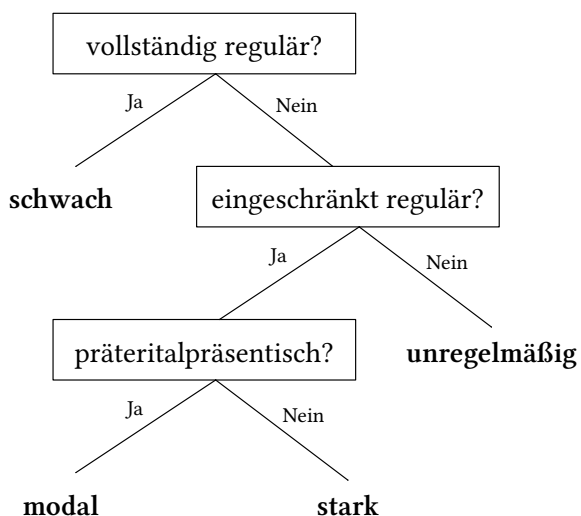 vollständig regulär?
Ja
Nein
schwach
eingeschränkt regulär?
Ja
Nein
präteritalpräsentisch?
unregelmäßig
Ja
Nein
modal
stark